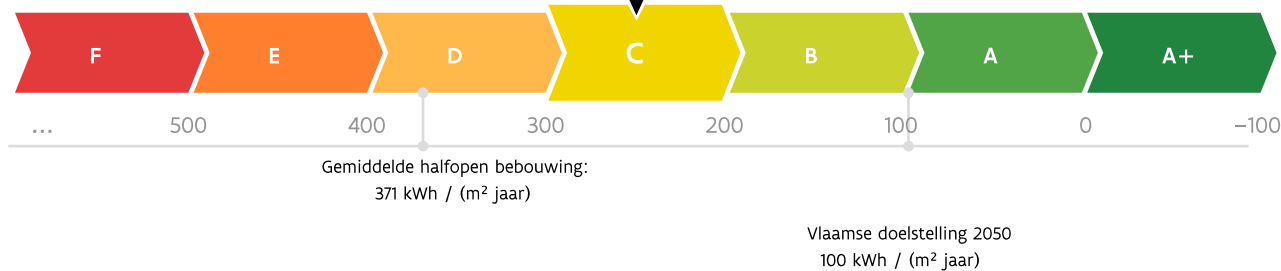 F E D C B A A+
... 500 400 300 200 100 0 –100
Gemiddelde halfopen bebouwing:
371 kWh / (m² jaar)
Vlaamse doelstelling 2050
100 kWh / (m² jaar)